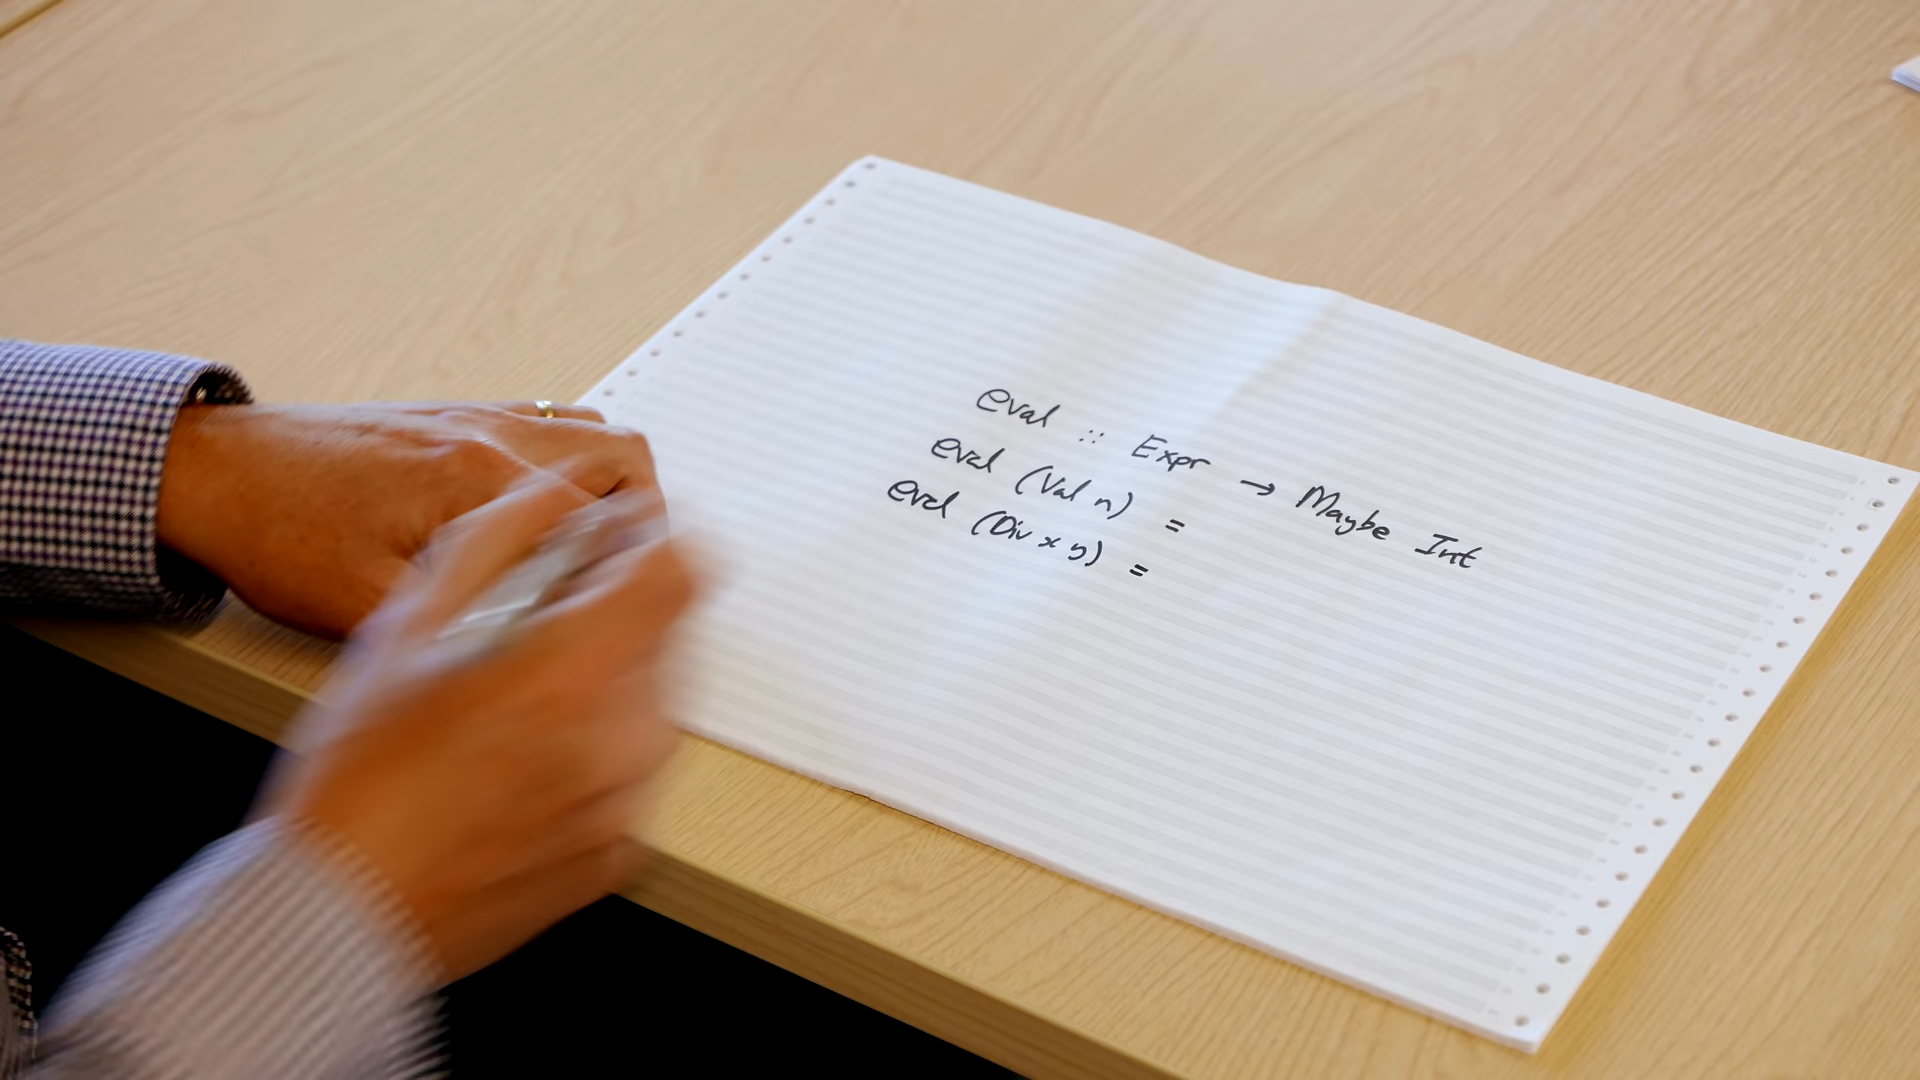 eval :: Expr → Maybe Int
eval (Val n) =
eval (Div x y) =